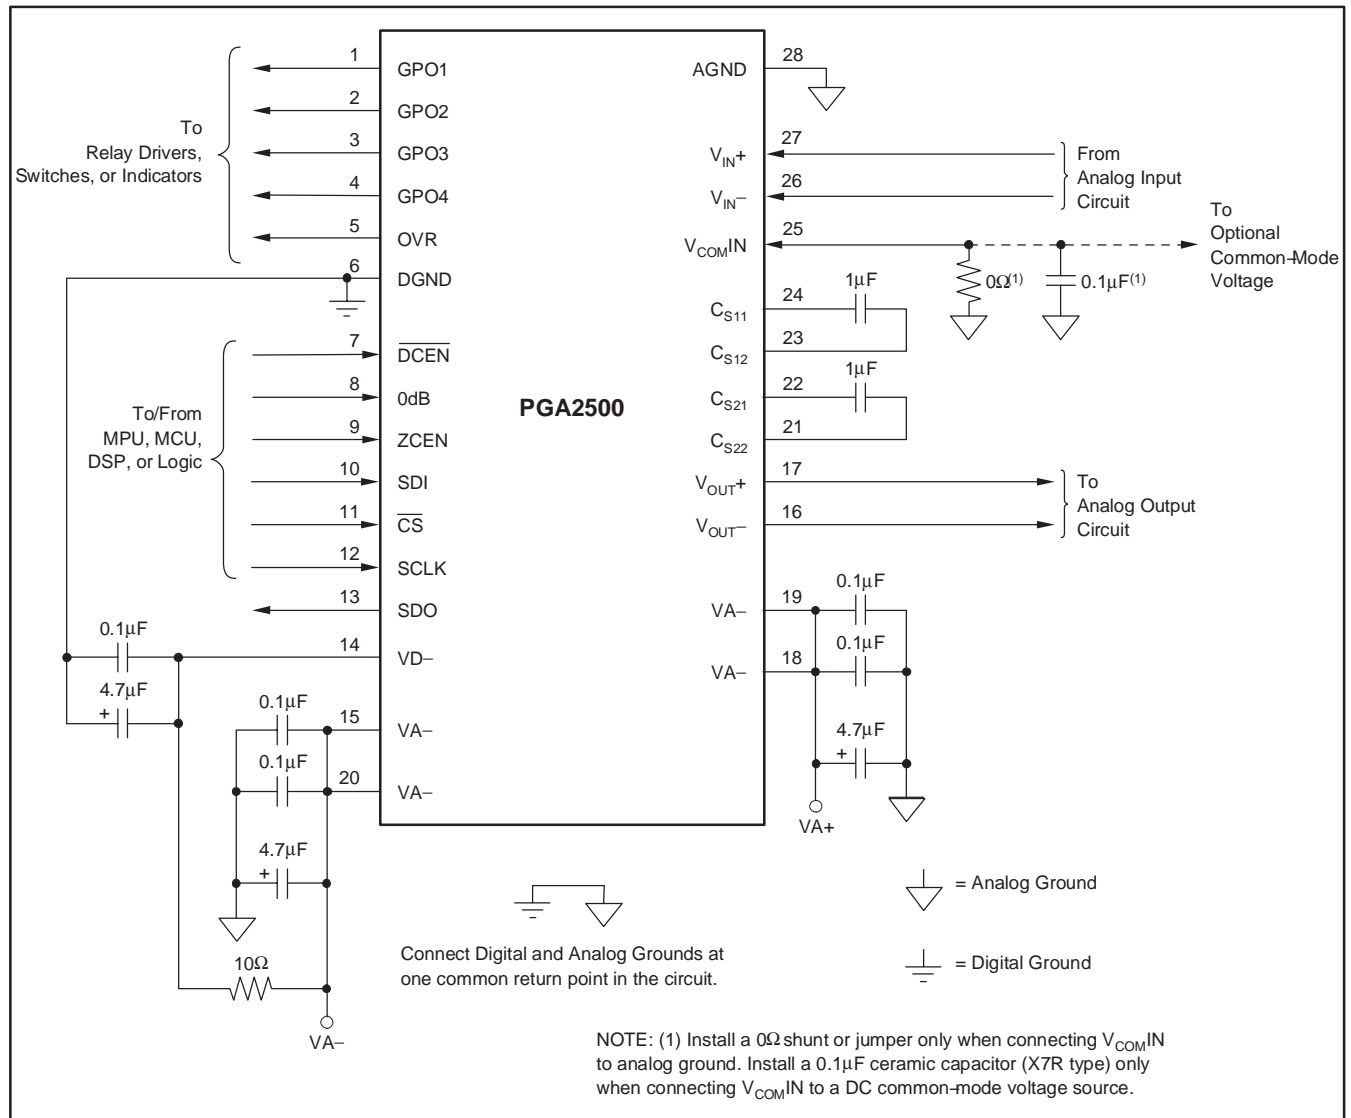 To
Relay Drivers,
Switches, or Indicators
1
GPO1
2
GPO2
3
GPO3
4
GPO4
5
OVR
6
DGND
To/From
MPU, MCU,
DSP, or Logic
7
DCEN
8
0dB
9
ZCEN
10
SDI
11
CS
12
SCLK
13
SDO
0.1μF
14
VD–
4.7μF
+
0.1μF
15
VA–
0.1μF
20
VA–
4.7μF
+
10Ω
VA–
PGA2500
28
AGND
27
VIN+
26
VIN–
From
Analog Input
Circuit
25
VCOMIN
0Ω(1)
0.1μF(1)
To
Optional
Common–Mode
Voltage
24
CS11
1μF
23
CS12
22
CS21
1μF
21
CS22
17
VOUT+
16
VOUT–
To
Analog Output
Circuit
19
VA–
0.1μF
18
VA–
0.1μF
4.7μF
+
VA+
Connect Digital and Analog Grounds at
one common return point in the circuit.
= Analog Ground
= Digital Ground
NOTE: (1) Install a 0Ω shunt or jumper only when connecting VCOMIN
to analog ground. Install a 0.1μF ceramic capacitor (X7R type) only
when connecting VCOMIN to a DC common–mode voltage source.